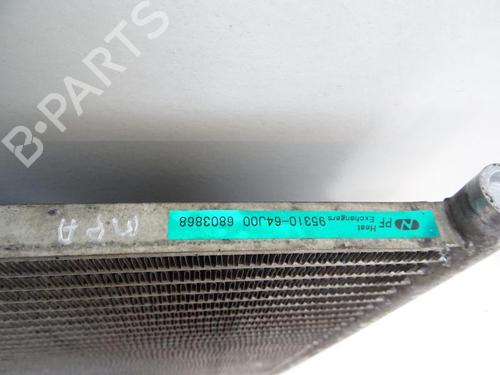 B-PARTS
PF Heat
Exchangers
95310-64J00 6803868